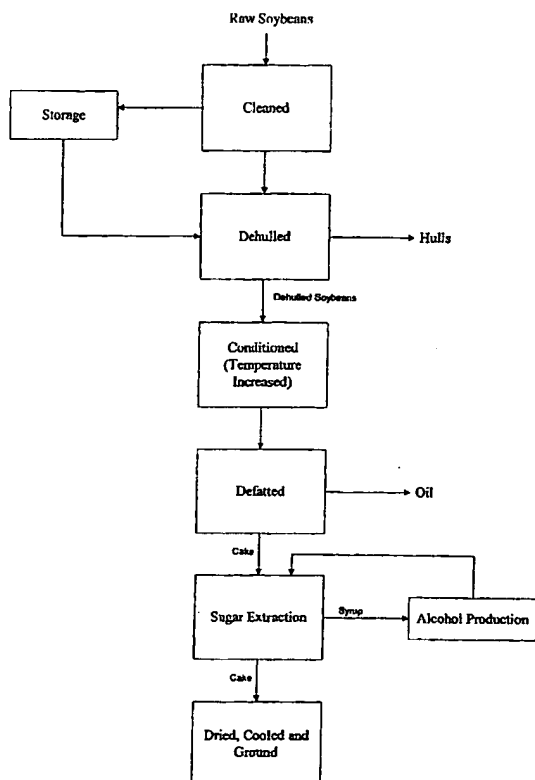 Raw Soybeans
Cleaned
Storage
Dehulled
Hulls
Dehulled Soybeans
Conditioned
(Temperature
Increased)
Defatted
Oil
Cake
Sugar Extraction
Syrup
Alcohol Production
Cake
Dried, Cooled and
Ground